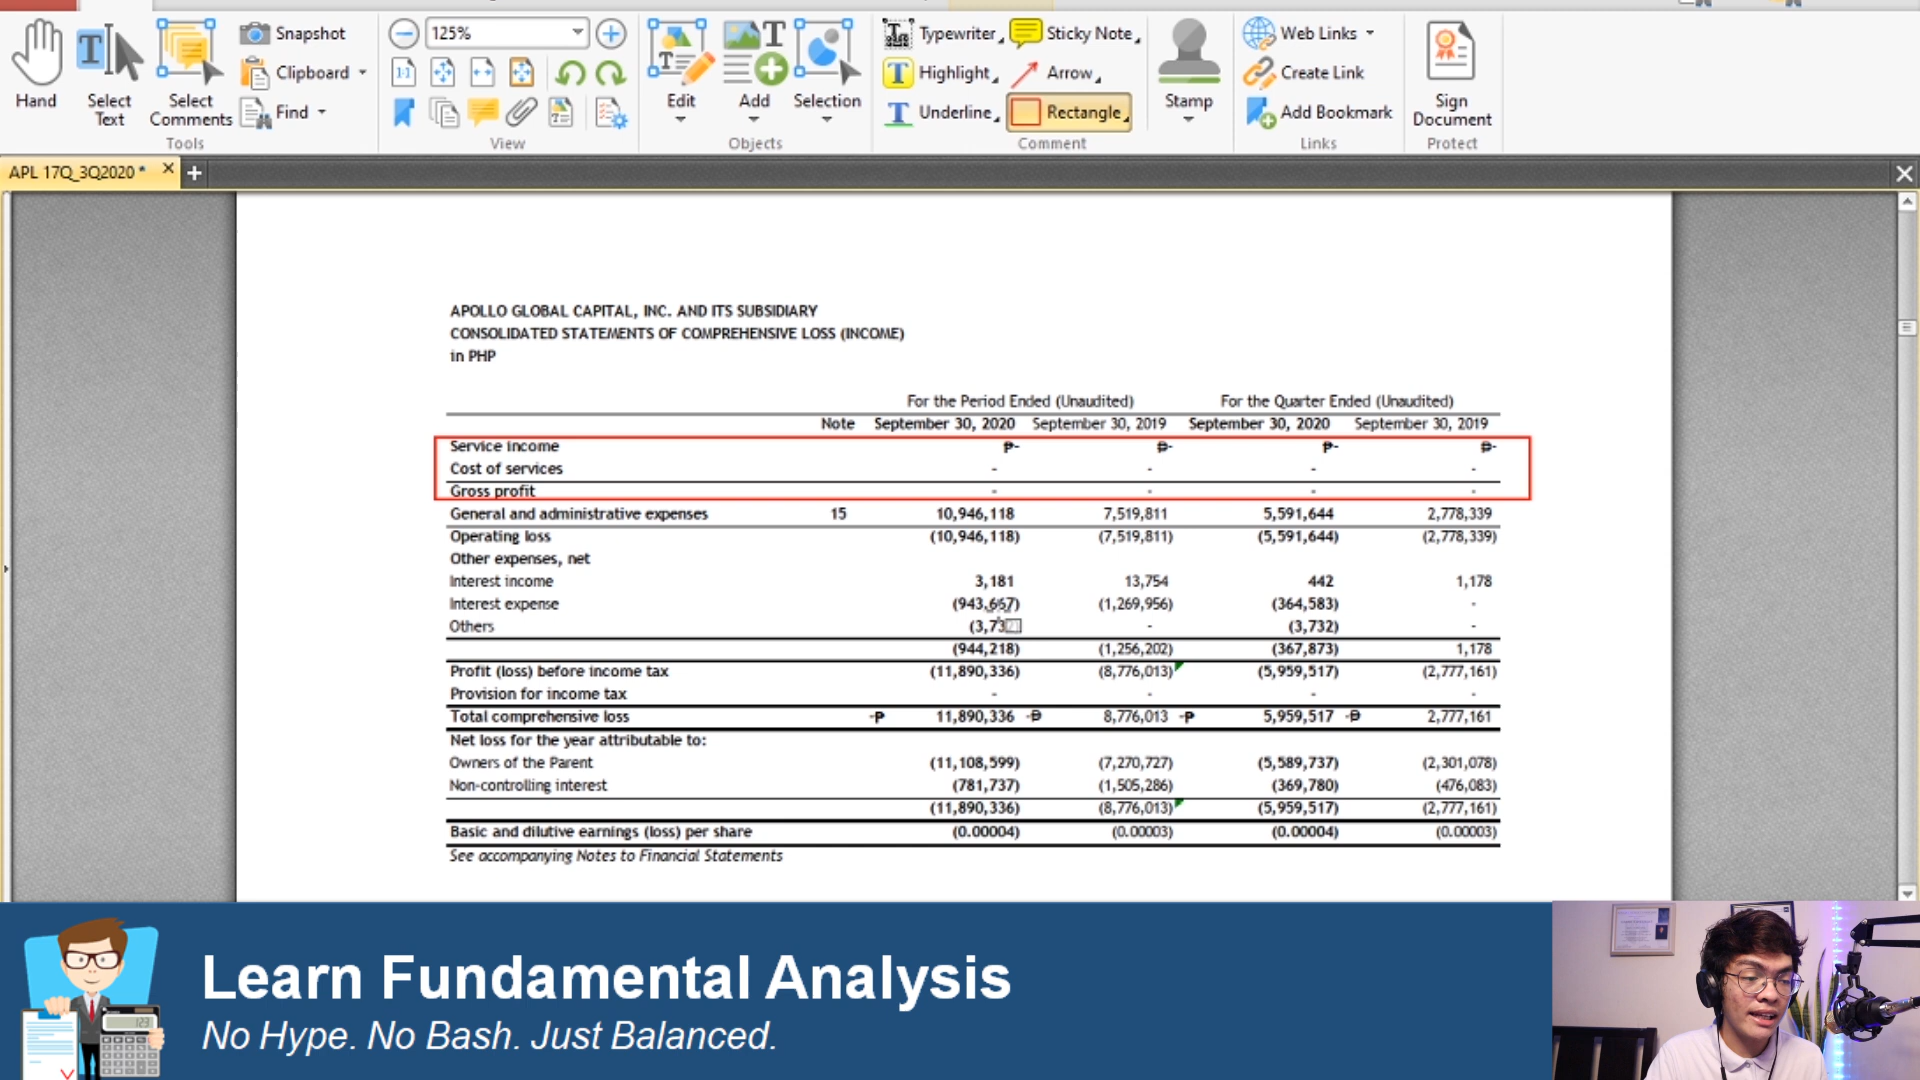 Hand
Select Text
Select Comments
Snapshot
Clipboard
Find
Tools
125%
View
Edit
Add
Selection
Objects
Typewriter
Sticky Note
Highlight
Arrow
Underline
Rectangle
Comment
Stamp
Web Links
Create Link
Add Bookmark
Links
Sign Document
Protect
APL 17Q_3Q2020 *
APOLLO GLOBAL CAPITAL, INC. AND ITS SUBSIDIARY
CONSOLIDATED STATEMENTS OF COMPREHENSIVE LOSS (INCOME)
in PHP
For the Period Ended (Unaudited) For the Quarter Ended (Unaudited)
Note September 30, 2020 September 30, 2019 September 30, 2020 September 30, 2019
Service income ₱- ₱- ₱- ₱-
Cost of services - - - -
Gross profit - - - -
General and administrative expenses 15 10,946,118 7,519,811 5,591,644 2,778,339
Operating loss (10,946,118) (7,519,811) (5,591,644) (2,778,339)
Other expenses, net
Interest income 3,181 13,754 442 1,178
Interest expense (943,667) (1,269,956) (364,583) -
Others (3,73 - (3,732) -
(944,218) (1,256,202) (367,873) 1,178
Profit (loss) before income tax (11,890,336) (8,776,013) (5,959,517) (2,777,161)
Provision for income tax - - - -
Total comprehensive loss -₱ 11,890,336 -₱ 8,776,013 -₱ 5,959,517 -₱ 2,777,161
Net loss for the year attributable to:
Owners of the Parent (11,108,599) (7,270,727) (5,589,737) (2,301,078)
Non-controlling interest (781,737) (1,505,286) (369,780) (476,083)
(11,890,336) (8,776,013) (5,959,517) (2,777,161)
Basic and dilutive earnings (loss) per share (0.00004) (0.00003) (0.00004) (0.00003)
See accompanying Notes to Financial Statements
Learn Fundamental Analysis
No Hype. No Bash. Just Balanced.